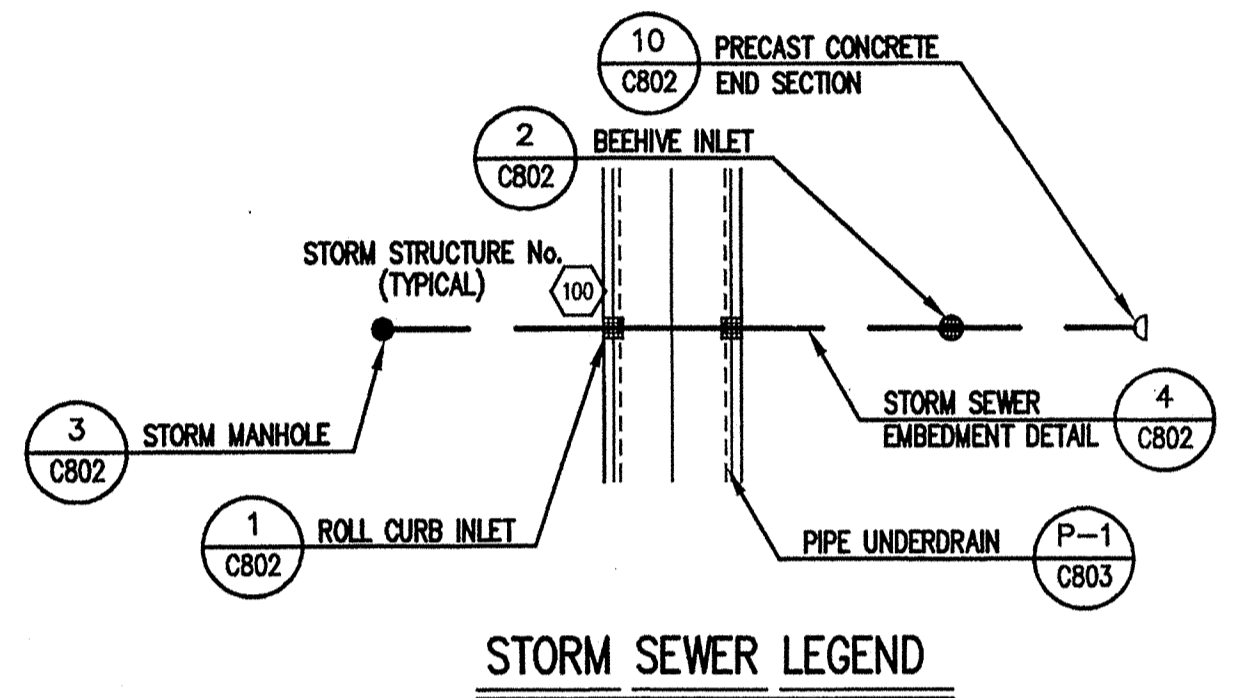 10
C802
PRECAST CONCRETE
END SECTION
2
C802
BEEHIVE INLET
STORM STRUCTURE No.
(TYPICAL)
100
3
C802
STORM MANHOLE
STORM SEWER
EMBEDMENT DETAIL
4
C802
1
C802
ROLL CURB INLET
PIPE UNDERDRAIN
P-1
C803
STORM SEWER LEGEND